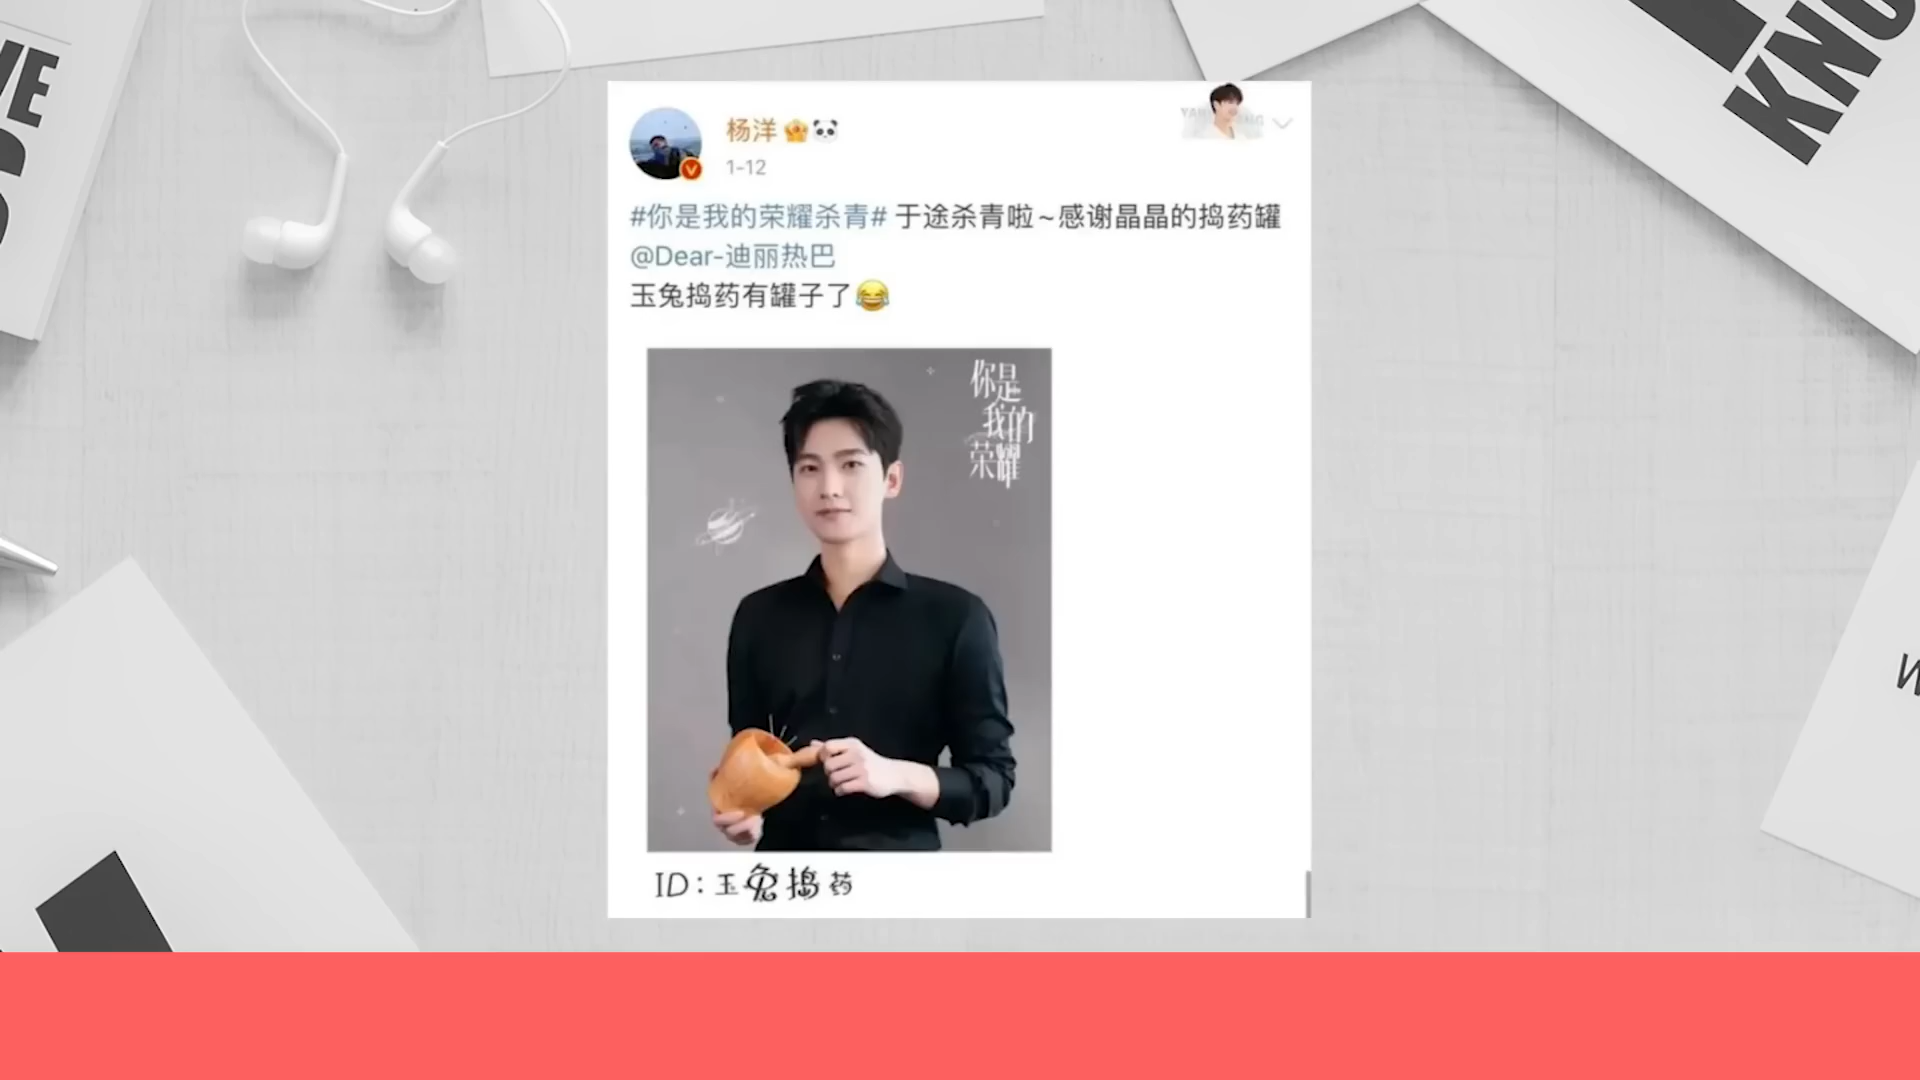 杨洋
1-12
#你是我的荣耀杀青# 于途杀青啦~感谢晶晶的捣药罐
@Dear-迪丽热巴
玉兔捣药有罐子了😂
你是
我的
荣耀
ID:玉兔捣药
KNO